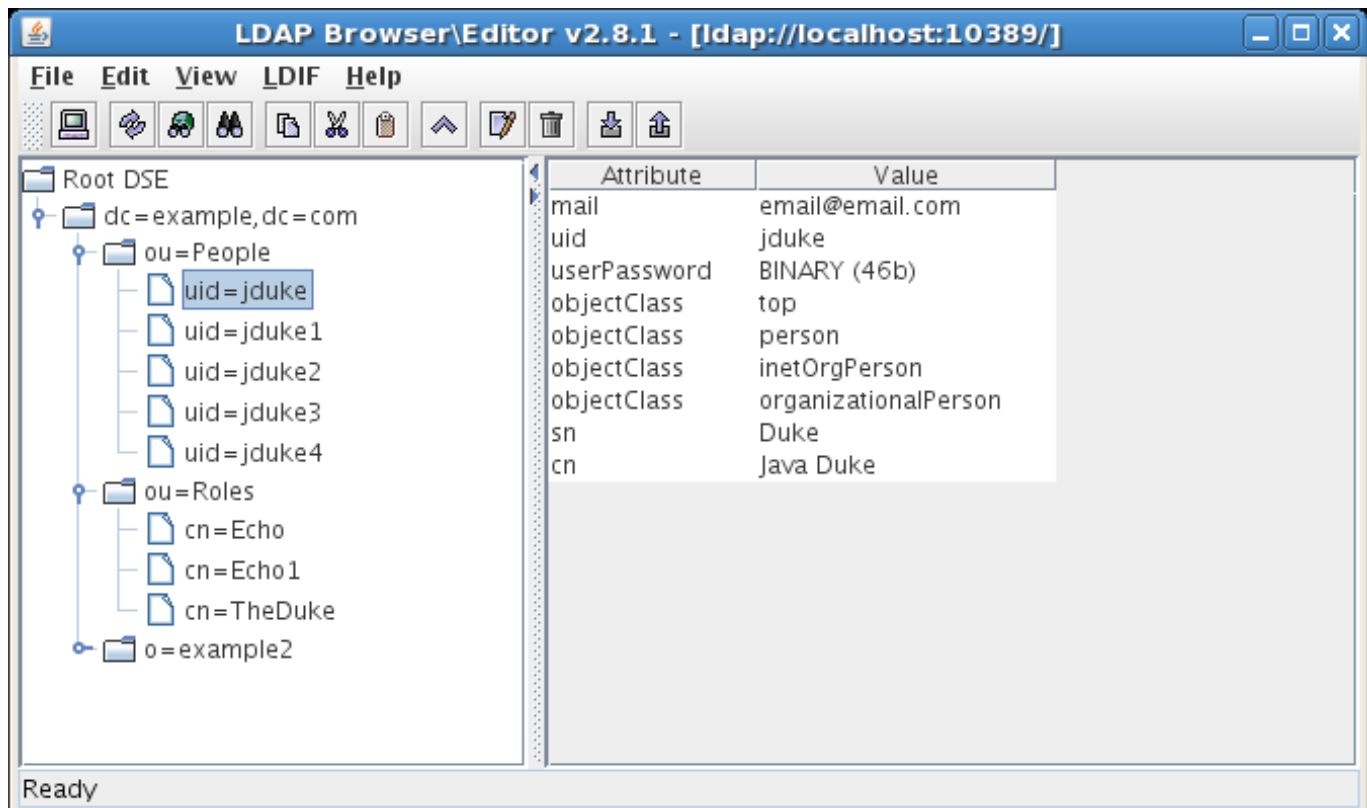 LDAP Browser\Editor v2.8.1 - [ldap://localhost:10389/]
File Edit View LDIF Help
Root DSE
dc=example,dc=com
ou=People
uid=jduke
uid=jduke1
uid=jduke2
uid=jduke3
uid=jduke4
ou=Roles
cn=Echo
cn=Echo1
cn=TheDuke
o=example2
Attribute Value
mail email@email.com
uid jduke
userPassword BINARY (46b)
objectClass top
objectClass person
objectClass inetOrgPerson
objectClass organizationalPerson
sn Duke
cn Java Duke
Ready